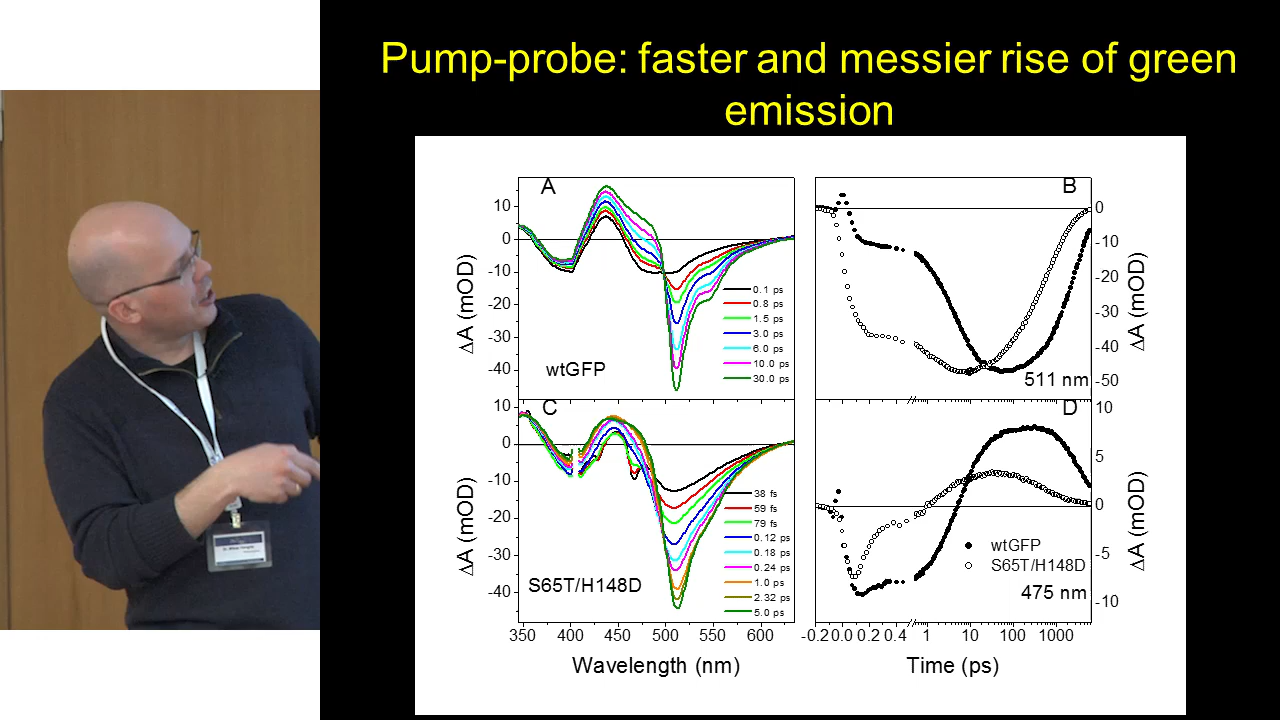 Pump-probe: faster and messier rise of green
emission
A
B
10
0
-10
-20
-30
-40
ΔA (mOD)
0.1 ps
0.8 ps
1.5 ps
3.0 ps
6.0 ps
10.0 ps
30.0 ps
wtGFP
0
-10
-20
-30
-40
-50
ΔA (mOD)
511 nm
C
D
10
0
-10
-20
-30
-40
ΔA (mOD)
38 fs
59 fs
79 fs
0.12 ps
0.18 ps
0.24 ps
1.0 ps
2.32 ps
5.0 ps
S65T/H148D
10
5
0
-5
-10
ΔA (mOD)
wtGFP
S65T/H148D
475 nm
350 400 450 500 550 600
-0.2 0.0 0.2 0.4 1 10 100 1000
Wavelength (nm)
Time (ps)